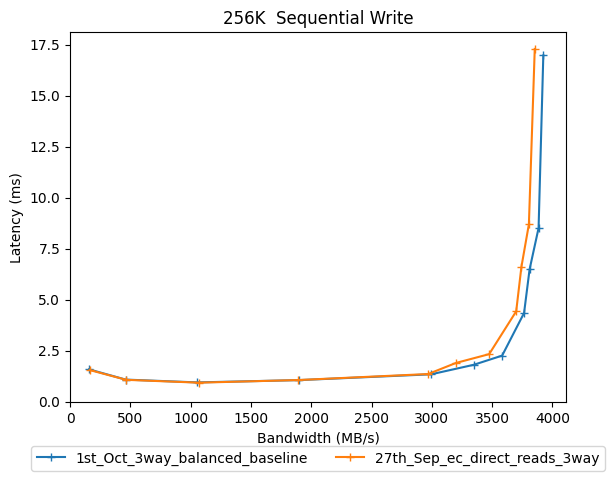 256K  Sequential Write
Latency (ms)
17.5
15.0
12.5
10.0
7.5
5.0
2.5
0.0
0 500 1000 1500 2000 2500 3000 3500 4000
Bandwidth (MB/s)
1st_Oct_3way_balanced_baseline 27th_Sep_ec_direct_reads_3way